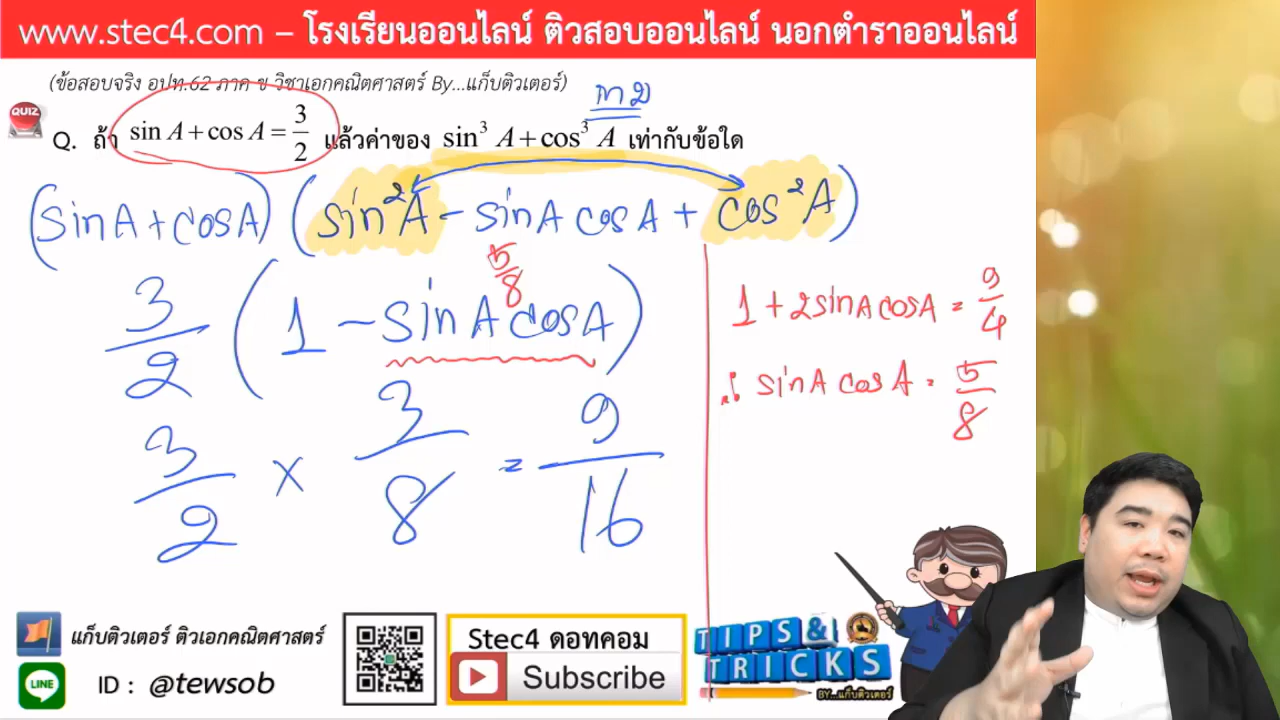 www.stec4.com – โรงเรียนออนไลน์ ติวสอบออนไลน์ นอกตำราออนไลน์
(ข้อสอบจริง อปท.62 ภาค ข วิชาเอกคณิตศาสตร์ By...แก็บติวเตอร์)
QUIZ
Q. ถ้า sin A + cos A = 3/2 แล้วค่าของ sin³ A + cos³ A เท่ากับข้อใด
(sinA + cosA) (sin²A - sinA cosA + cos²A)
5/8
3/2 (1 - sinA cosA)
3/2 × 3/8 = 9/16
1 + 2sinA cosA = 9/4
∴ sinA cosA = 5/8
แก็บติวเตอร์ ติวเอกคณิตศาสตร์
LINE
ID : @tewsob
Stec4 ดอทคอม
Subscribe
TIPS &
TRICKS
BY...แก็บติวเตอร์